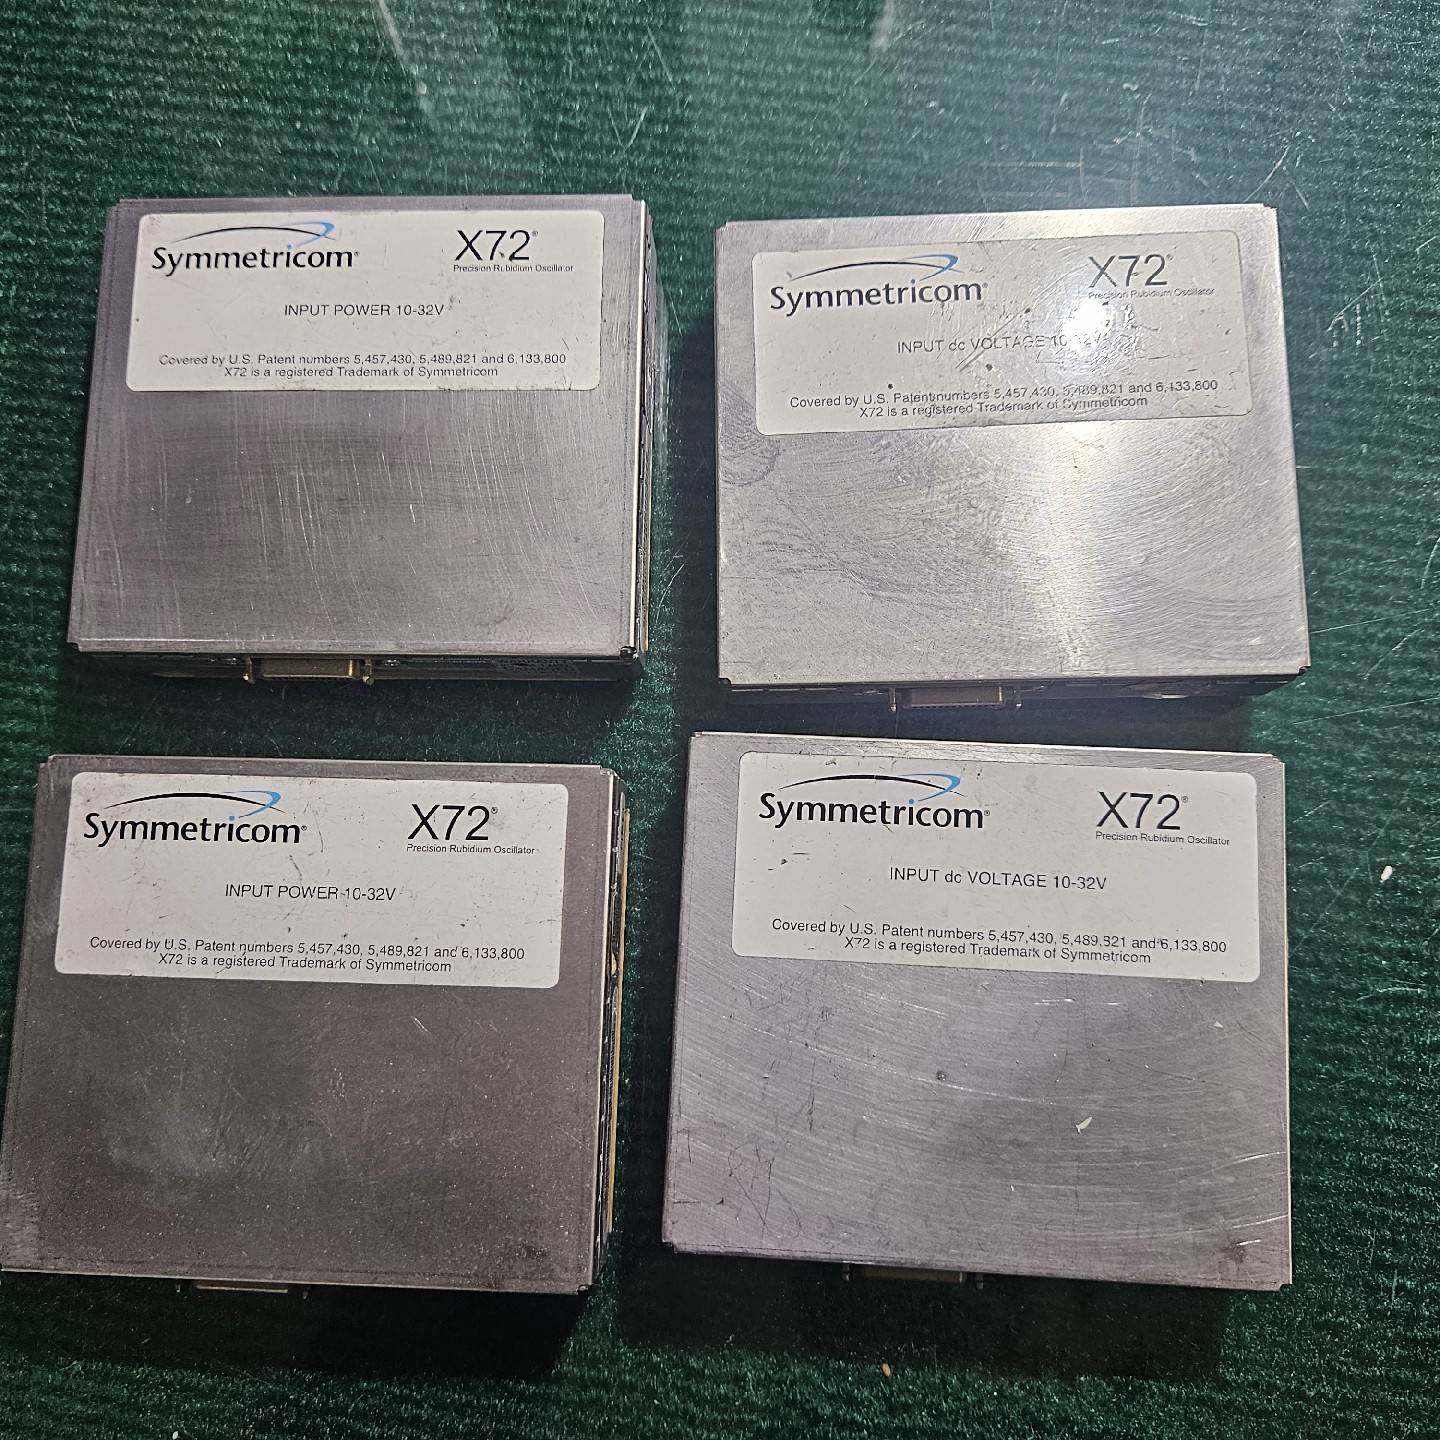 Symmetricom®
X72®
Precision Rubidium Oscillator
INPUT POWER 10-32V
Covered by U.S. Patent numbers 5,457,430, 5,489,821 and 6,133,800
X72 is a registered Trademark of Symmetricom
Symmetricom®
X72®
Precision Rubidium Oscillator
INPUT dc VOLTAGE 10-32V
Covered by U.S. Patent numbers 5,457,430, 5,489,821 and 6,133,800
X72 is a registered Trademark of Symmetricom
Symmetricom®
X72®
Precision Rubidium Oscillator
INPUT POWER 10-32V
Covered by U.S. Patent numbers 5,457,430, 5,489,821 and 6,133,800
X72 is a registered Trademark of Symmetricom
Symmetricom®
X72®
Precision Rubidium Oscillator
INPUT dc VOLTAGE 10-32V
Covered by U.S. Patent numbers 5,457,430, 5,489,821 and 6,133,800
X72 is a registered Trademark of Symmetricom